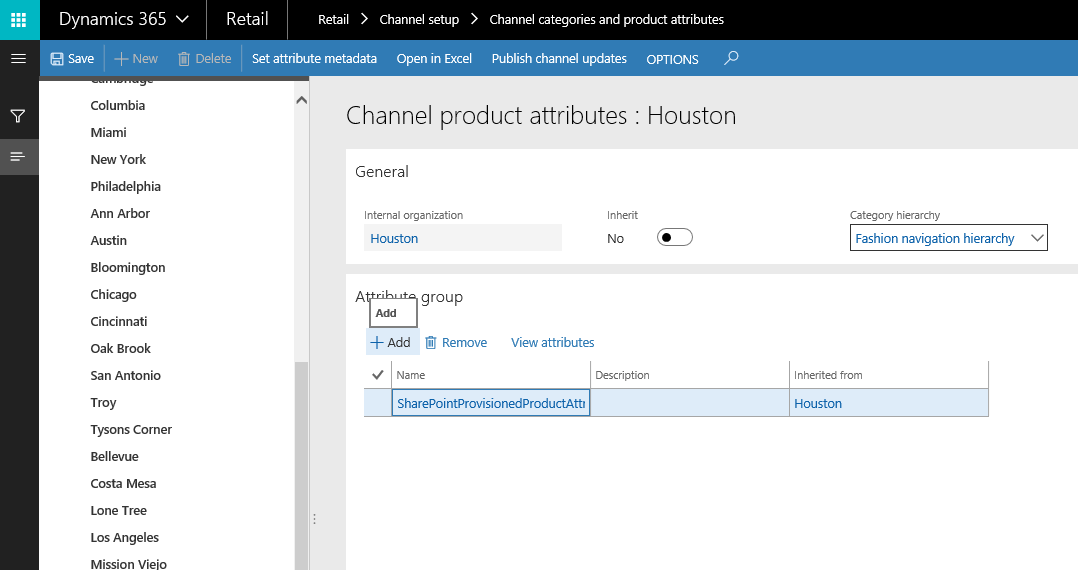 Dynamics 365 Retail Retail > Channel setup > Channel categories and product attributes
Save New Delete Set attribute metadata Open in Excel Publish channel updates OPTIONS
Cambridge
Columbia
Miami
New York
Philadelphia
Ann Arbor
Austin
Bloomington
Chicago
Cincinnati
Oak Brook
San Antonio
Troy
Tysons Corner
Bellevue
Costa Mesa
Lone Tree
Los Angeles
Mission Viejo
Channel product attributes : Houston
General
Internal organization Inherit Category hierarchy
Houston No Fashion navigation hierarchy
Attribute group
Add
Add Remove View attributes
Name Description Inherited from
SharePointProvisionedProductAttr Houston